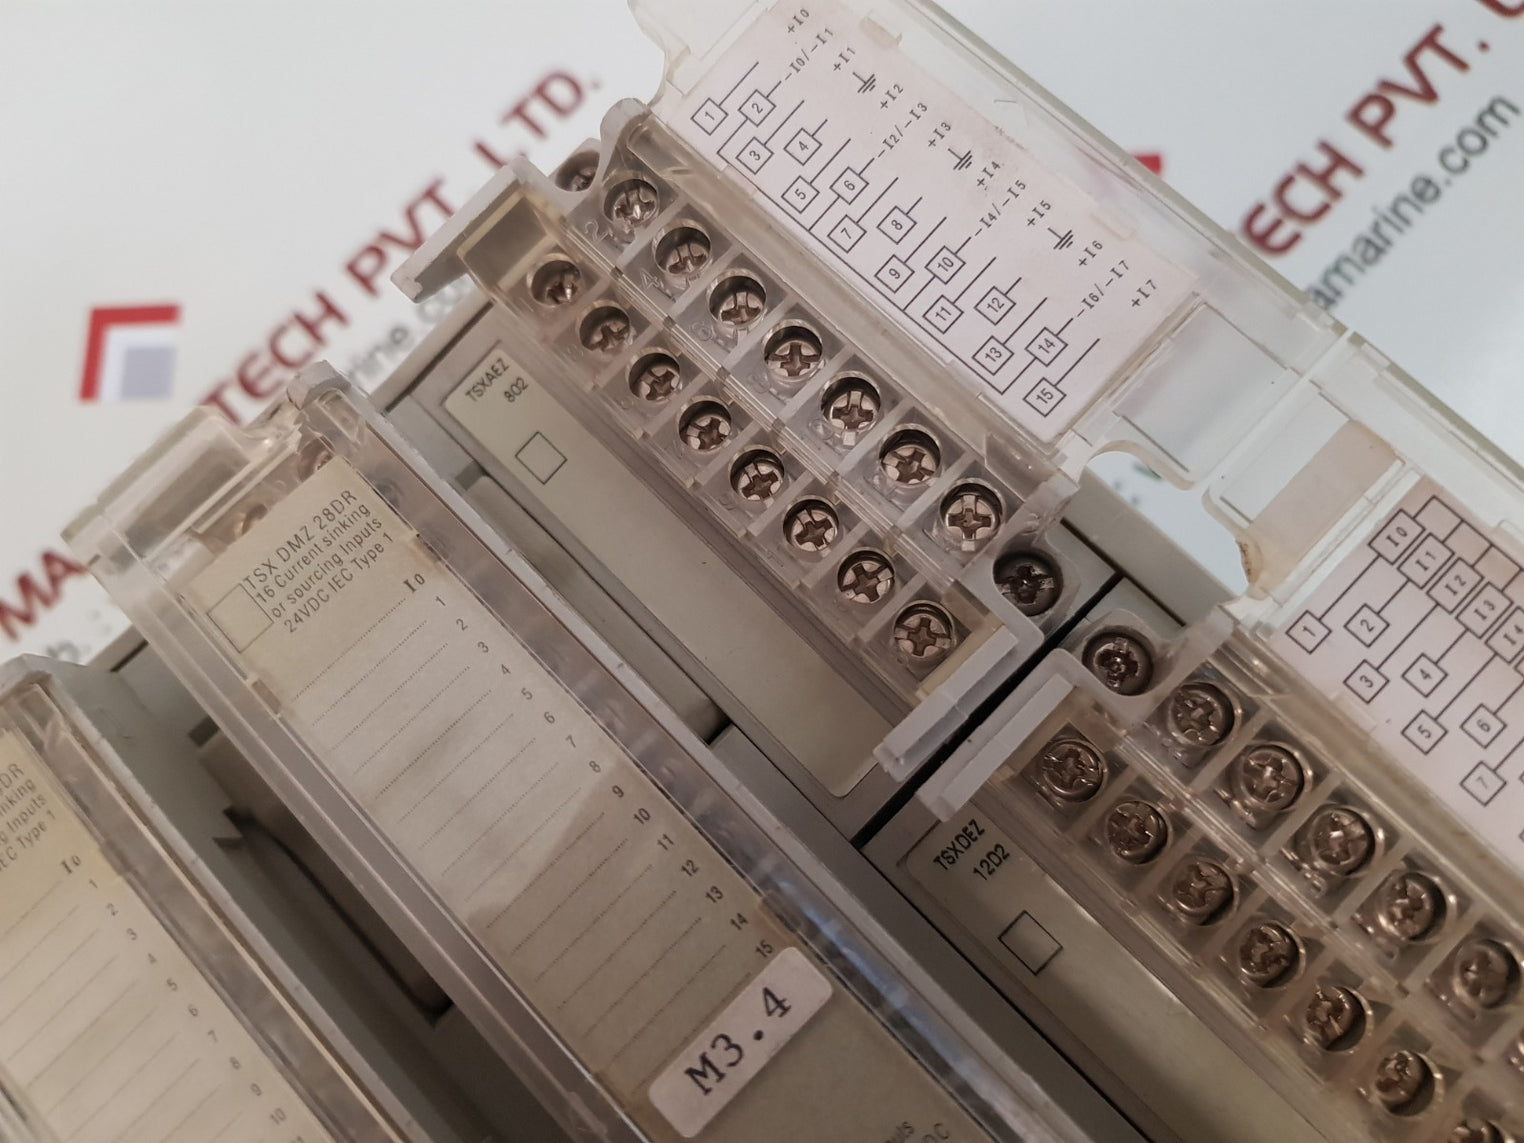 TECH PVT. LTD.
TECH PVT.
amarine.com
TSXAEZ
802
+I0
-I0/-I1
+I1
+I2
-I2/-I3
+I3
+I4
-I4/-I5
+I5
+I6
-I6/-I7
+I7
1
2
3
4
5
6
7
8
9
10
11
12
13
14
15
TSX DMZ 28DR
16 Current sinking
or sourcing Inputs
24VDC IEC Type 1
I0
1
2
3
4
5
6
7
8
9
10
11
12
13
14
15
M3.4
I0
1
2
3
4
5
6
7
8
9
10
TSXDEZ
12D2
I0
I1
I2
I3
I4
1
2
3
4
5
6
7